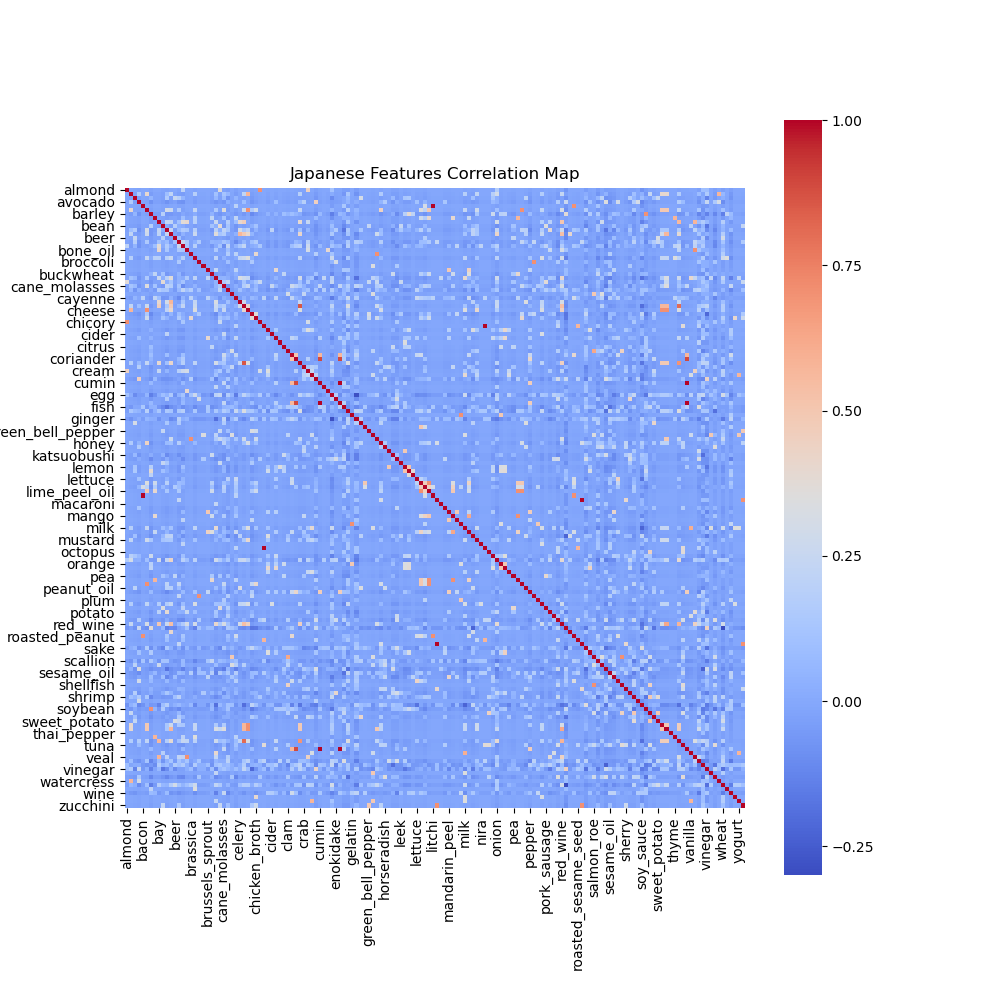 Japanese Features Correlation Map
almond
avocado
barley
bean
beer
bone_oil
broccoli
buckwheat
cane_molasses
cayenne
cheese
chicory
cider
citrus
coriander
cream
cumin
egg
fish
ginger
reen_bell_pepper
honey
katsuobushi
lemon
lettuce
lime_peel_oil
macaroni
mango
milk
mustard
octopus
orange
pea
peanut_oil
plum
potato
red_wine
roasted_peanut
sake
scallion
sesame_oil
shellfish
shrimp
soybean
sweet_potato
thai_pepper
tuna
veal
vinegar
watercress
wine
zucchini
almond
bacon
bay
beer
brassica
brussels_sprout
cane_molasses
celery
chicken_broth
cider
clam
crab
cumin
enokidake
gelatin
green_bell_pepper
horseradish
leek
lettuce
litchi
mandarin_peel
milk
nira
onion
pea
pepper
pork_sausage
red_wine
roasted_sesame_seed
salmon_roe
sesame_oil
sherry
soy_sauce
sweet_potato
thyme
vanilla
vinegar
wheat
yogurt
1.00
0.75
0.50
0.25
0.00
−0.25